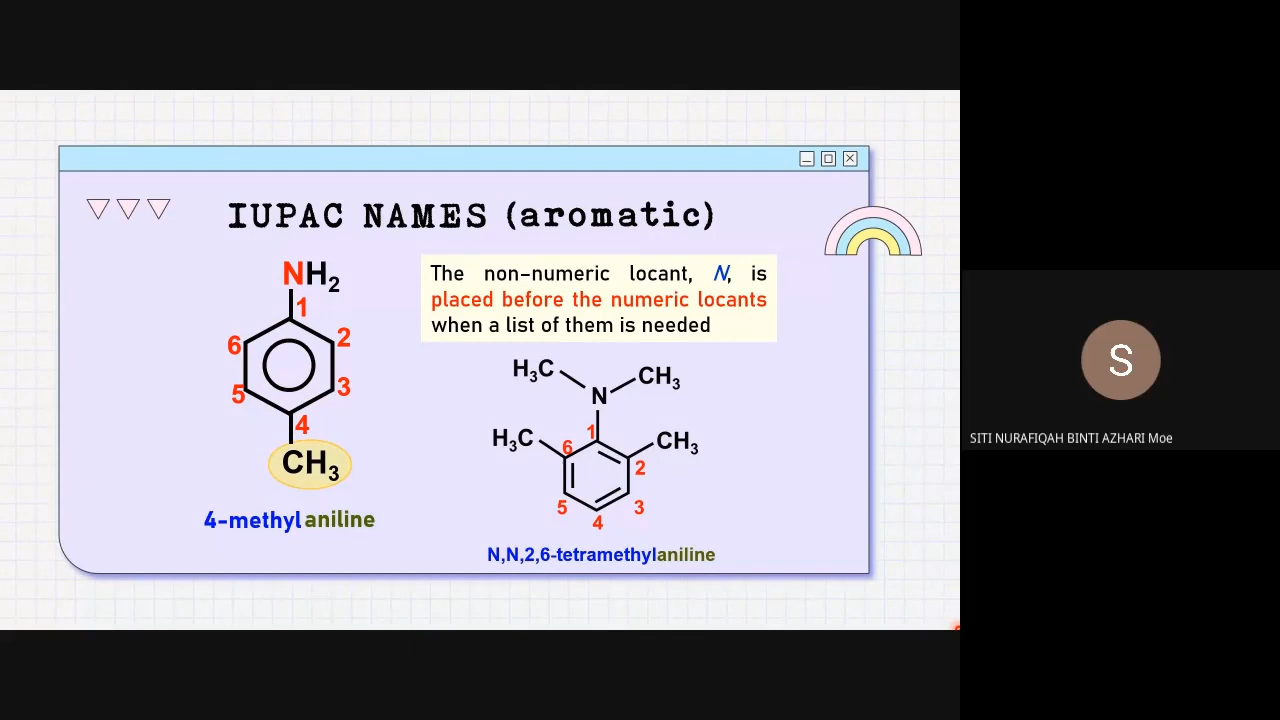 IUPAC NAMES (aromatic)
NH2
1
6
2
5
3
4
CH3
4-methylaniline
The non-numeric locant, N, is
placed before the numeric locants
when a list of them is needed
H3C
CH3
N
H3C
1
CH3
6
2
5
3
4
N,N,2,6-tetramethylaniline
S
SITI NURAFIQAH BINTI AZHARI Moe